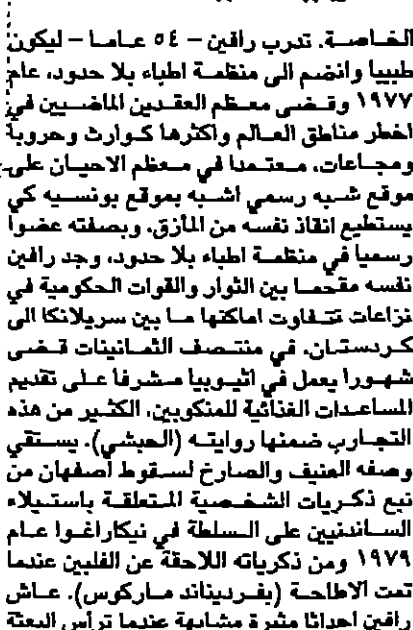 الخاصة. تدرب رافين – ٥٤ عاما – ليكون
طبيبا وانضم الى منظمة اطباء بلا حدود، عام
١٩٧٧ وقضى معظم العقدين الماضيين في
اخطر مناطق العالم واكثرها كوارث وحروبة
ومجاعات، معتمدا في معظم الاحيان على
موقع شبه رسمي اشبه بموقع بونسيه كي
يستطيع انقاذ نفسه من المأزق. وبصفته عضوا
رسميا في منظمة اطباء بلا حدود، وجد رافين
نفسه مقحما بين الثوار والقوات الحكومية في
نزاعات تتفاوت اماكنها ما بين سريلانكا الى
كردستان. في منتصف الثمانينات قضى
شهورا يعمل في اثيوبيا مشرفا على تقديم
المساعدات الغذائية للمنكوبين، الكثير من هذه
التجارب ضمنها روايته (الحبشي). يستقي
وصفه العنيف والصارخ لسقوط أصفهان من
نبع ذكريات الشخصية المتعلقة باستيلاء
الساندنيين على السلطة في نيكاراغوا عام
١٩٧٩ ومن ذكرياته اللاحقة عن الفلبين عندما
تمت الاطاحة (بفرديناند ماركوس). عاش
رافين احداثا مثيرة مشابهة عندما ترأس البعثة